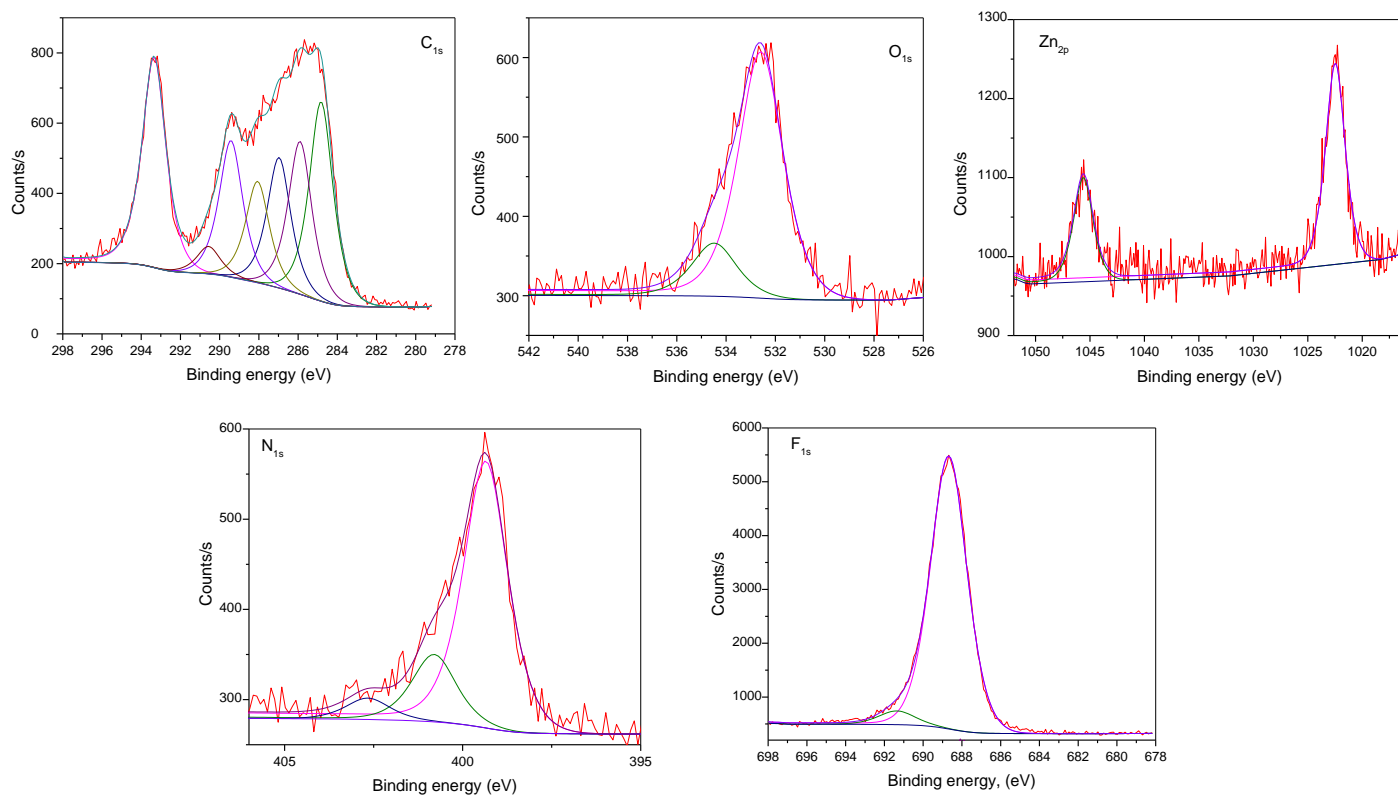 C1s
Counts/s
800
600
400
200
0
298 296 294 292 290 288 286 284 282 280 278
Binding energy (eV)
O1s
Counts/s
600
500
400
300
542 540 538 536 534 532 530 528 526
Binding energy (eV)
Zn2p
Counts/s
1300
1200
1100
1000
900
1050 1045 1040 1035 1030 1025 1020
Binding energy (eV)
N1s
Counts/s
600
500
400
300
405 400 395
Binding energy (eV)
F1s
Counts/s
6000
5000
4000
3000
2000
1000
0
698 696 694 692 690 688 686 684 682 680 678
Binding energy, (eV)